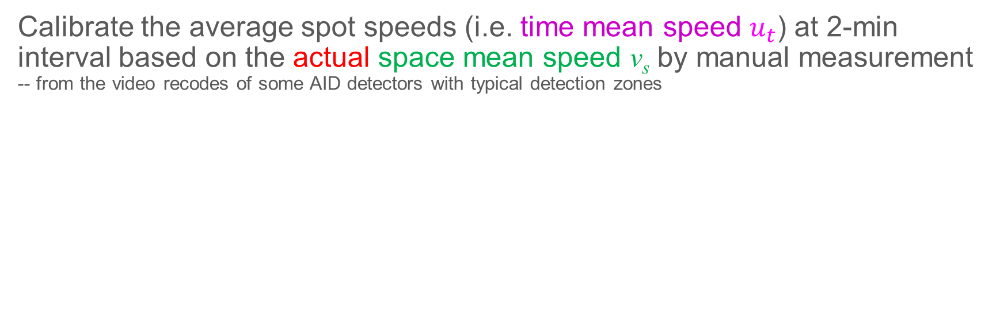 Calibrate the average spot speeds (i.e. time mean speed u_t) at 2-min
interval based on the actual space mean speed v_s by manual measurement
-- from the video recodes of some AID detectors with typical detection zones